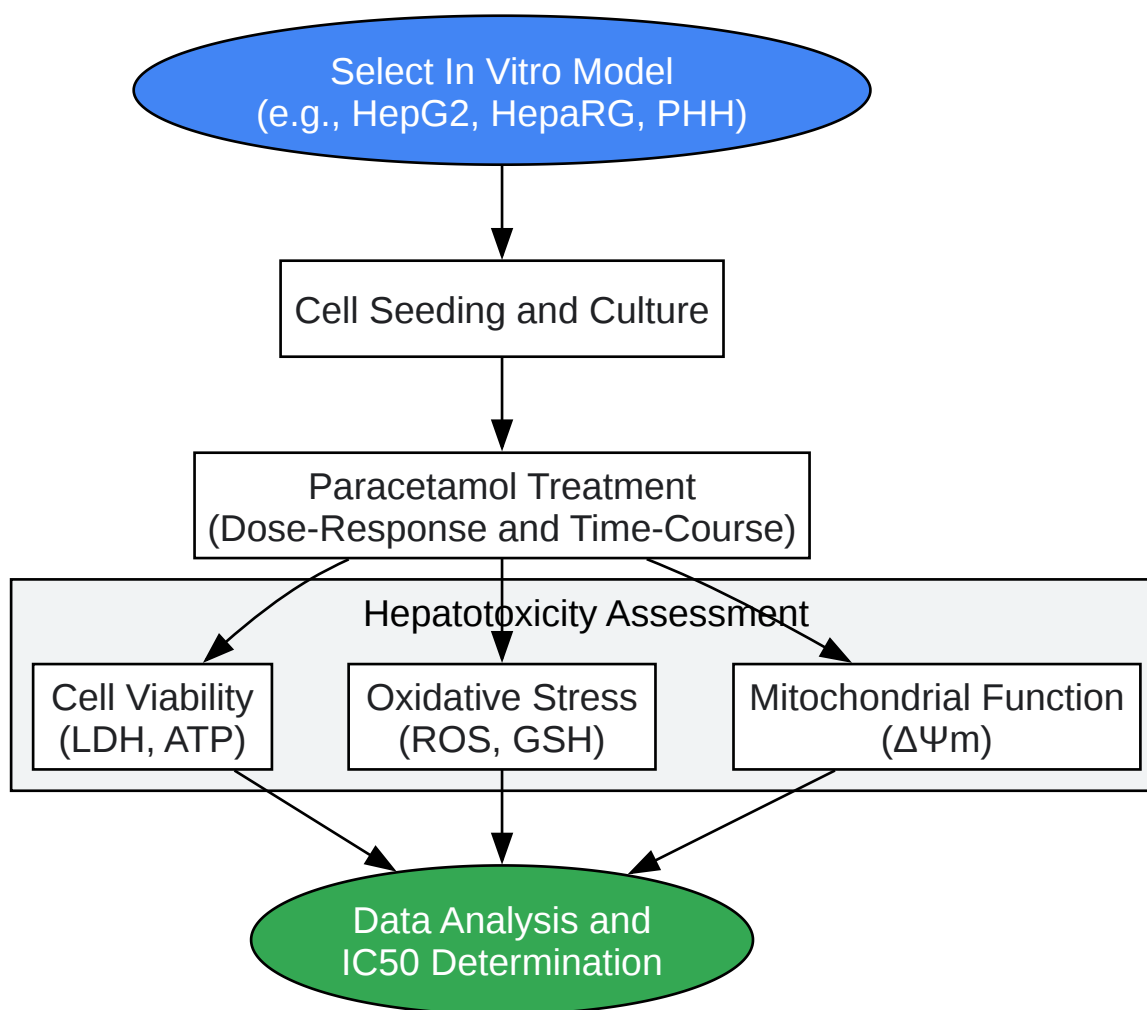 Select In Vitro Model
(e.g., HepG2, HepaRG, PHH)
Cell Seeding and Culture
Paracetamol Treatment
(Dose-Response and Time-Course)
Hepatotoxicity Assessment
Cell Viability
(LDH, ATP)
Oxidative Stress
(ROS, GSH)
Mitochondrial Function
(ΔΨm)
Data Analysis and
IC50 Determination